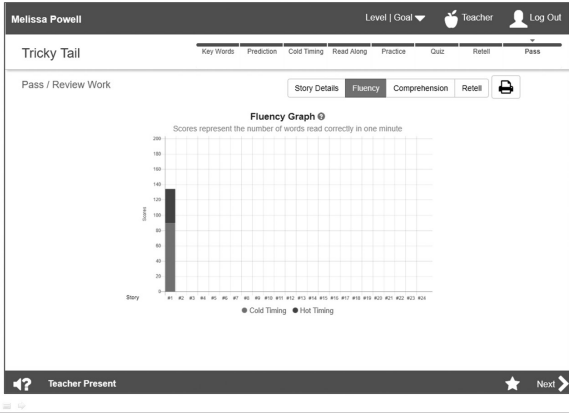 Melissa Powell Level | Goal Teacher Log Out
Tricky Tail Key Words Prediction Cold Timing Read Along Practice Quiz Retell Pass
Pass / Review Work Story Details Fluency Comprehension Retell
Fluency Graph
Scores represent the number of words read correctly in one minute
200
180
160
140
120
100
80
60
40
20
0
Scores
Story #1 #2 #3 #4 #5 #6 #7 #8 #9 #10 #11 #12 #13 #14 #15 #16 #17 #18 #19 #20 #21 #22 #23 #24
Cold Timing Hot Timing
Teacher Present Next